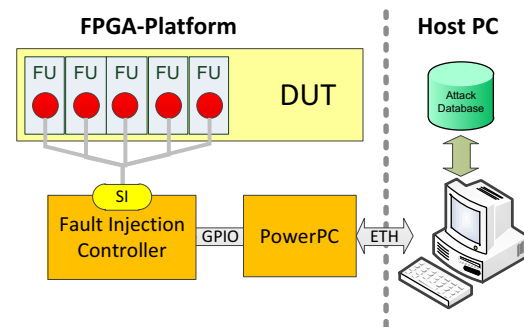 FPGA-Platform
Host PC
FU FU FU FU FU
DUT
Attack
Database
SI
Fault Injection
Controller
GPIO
PowerPC
ETH